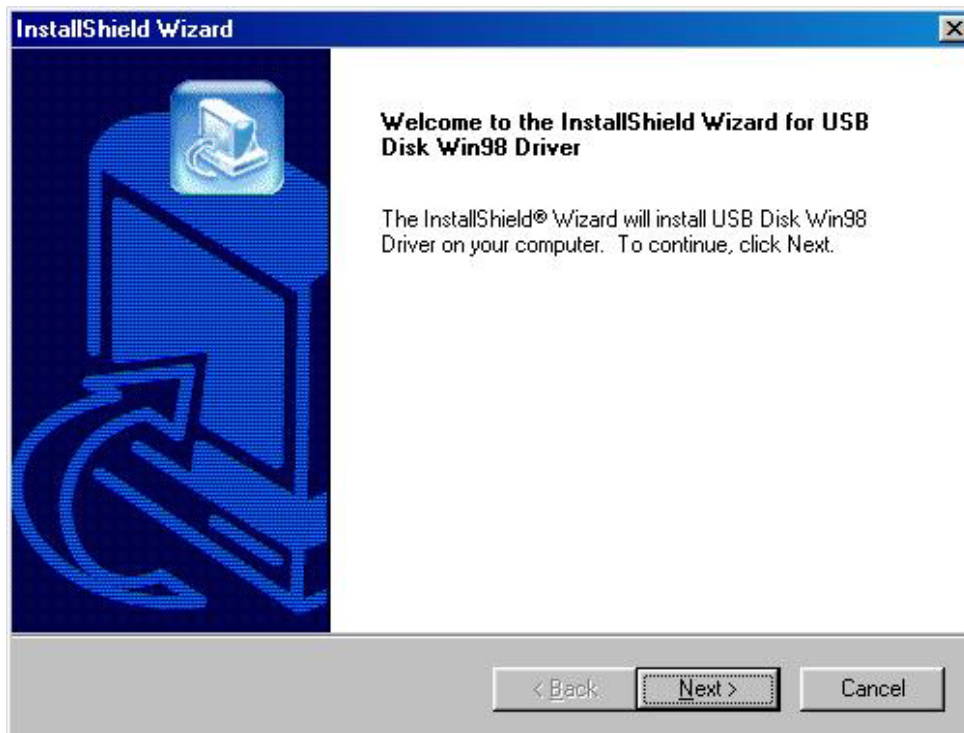 InstallShield Wizard
Welcome to the InstallShield Wizard for USB
Disk Win98 Driver
The InstallShield® Wizard will install USB Disk Win98
Driver on your computer.  To continue, click Next.
< Back
Next >
Cancel